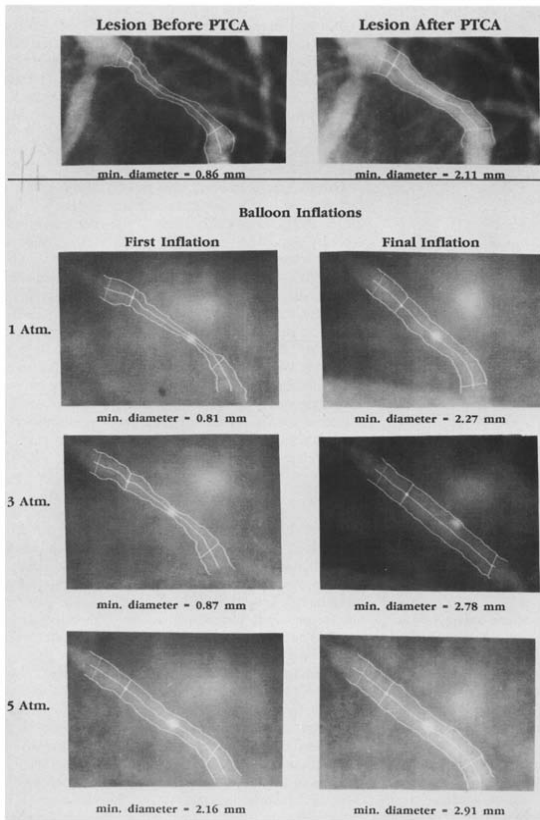 Lesion Before PTCA
Lesion After PTCA
min. diameter = 0.86 mm
min. diameter = 2.11 mm
Balloon Inflations
First Inflation
Final Inflation
1 Atm.
min. diameter = 0.81 mm
min. diameter = 2.27 mm
3 Atm.
min. diameter = 0.87 mm
min. diameter = 2.78 mm
5 Atm.
min. diameter = 2.16 mm
min. diameter = 2.91 mm